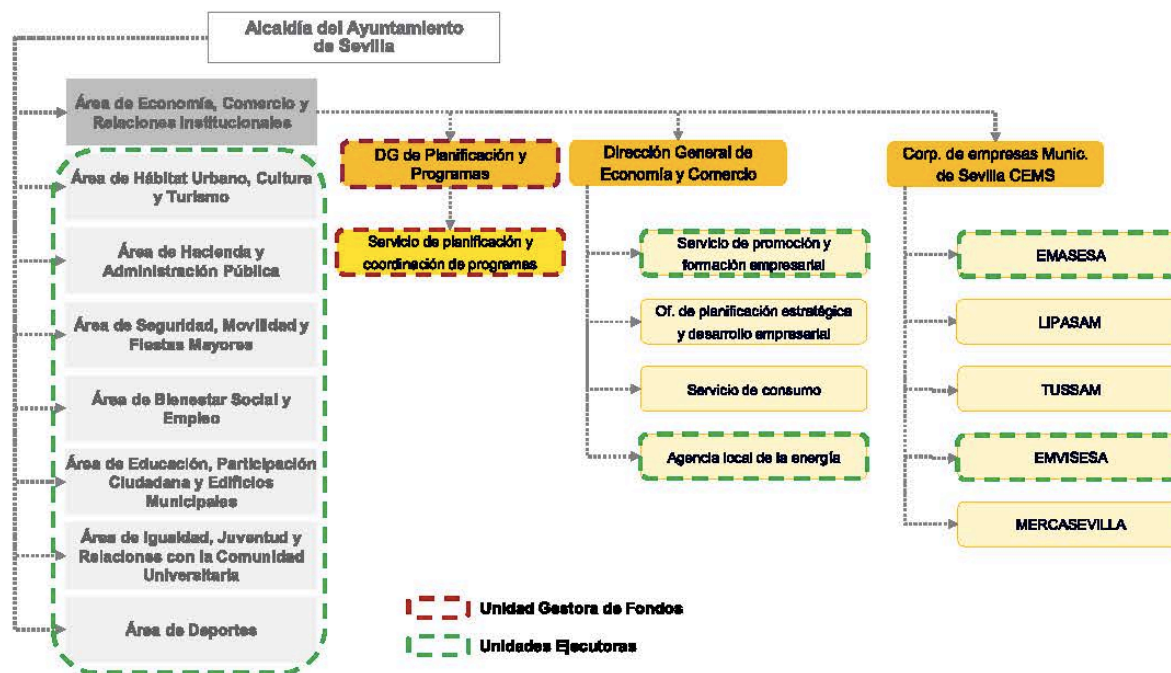 Alcaldía del Ayuntamiento
de Sevilla
Área de Economía, Comercio y
Relaciones Institucionales
Área de Hábitat Urbano, Cultura
y Turismo
Área de Hacienda y
Administración Pública
Área de Seguridad, Movilidad y
Fiestas Mayores
Área de Bienestar Social y
Empleo
Área de Educación, Participación
Ciudadana y Edificios
Municipales
Área de Igualdad, Juventud y
Relaciones con la Comunidad
Universitaria
Área de Deportes
DG de Planificación y
Programas
Servicio de planificación y
coordinación de programas
Dirección General de
Economía y Comercio
Servicio de promoción y
formación empresarial
Of. de planificación estratégica
y desarrollo empresarial
Servicio de consumo
Agencia local de la energía
Corp. de empresas Munic.
de Sevilla CEMS
EMASESA
LIPASAM
TUSSAM
EMVISESA
MERCASEVILLA
Unidad Gestora de Fondos
Unidades Ejecutoras